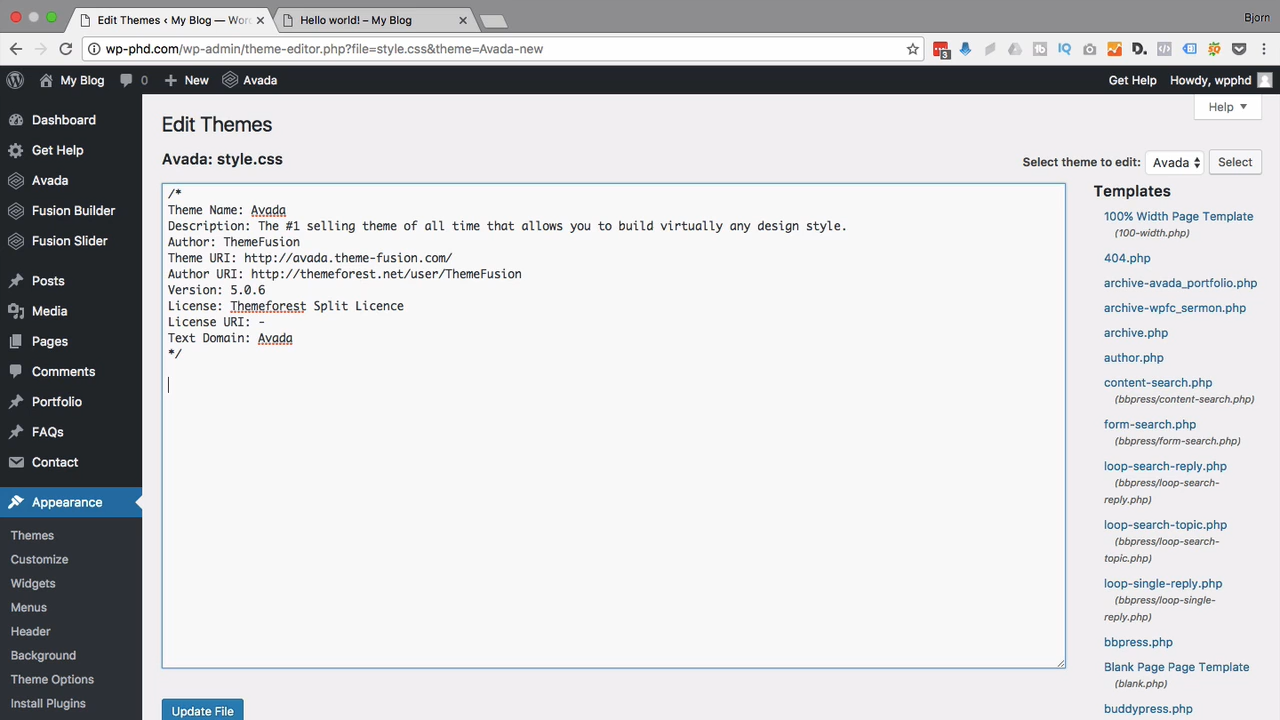 Edit Themes ‹ My Blog — Wor
Hello world! – My Blog
Bjorn
wp-phd.com/wp-admin/theme-editor.php?file=style.css&theme=Avada-new
3
My Blog
0
New
Avada
Get Help
Howdy, wpphd
Help
Dashboard
Get Help
Avada
Fusion Builder
Fusion Slider
Posts
Media
Pages
Comments
Portfolio
FAQs
Contact
Appearance
Themes
Customize
Widgets
Menus
Header
Background
Theme Options
Install Plugins
Edit Themes
Avada: style.css
Select theme to edit: Avada Select
/*
Theme Name: Avada
Description: The #1 selling theme of all time that allows you to build virtually any design style.
Author: ThemeFusion
Theme URI: http://avada.theme-fusion.com/
Author URI: http://themeforest.net/user/ThemeFusion
Version: 5.0.6
License: Themeforest Split Licence
License URI: -
Text Domain: Avada
*/
Update File
Templates
100% Width Page Template
(100-width.php)
404.php
archive-avada_portfolio.php
archive-wpfc_sermon.php
archive.php
author.php
content-search.php
(bbpress/content-search.php)
form-search.php
(bbpress/form-search.php)
loop-search-reply.php
(bbpress/loop-search-
reply.php)
loop-search-topic.php
(bbpress/loop-search-
topic.php)
loop-single-reply.php
(bbpress/loop-single-
reply.php)
bbpress.php
Blank Page Page Template
(blank.php)
buddypress.php